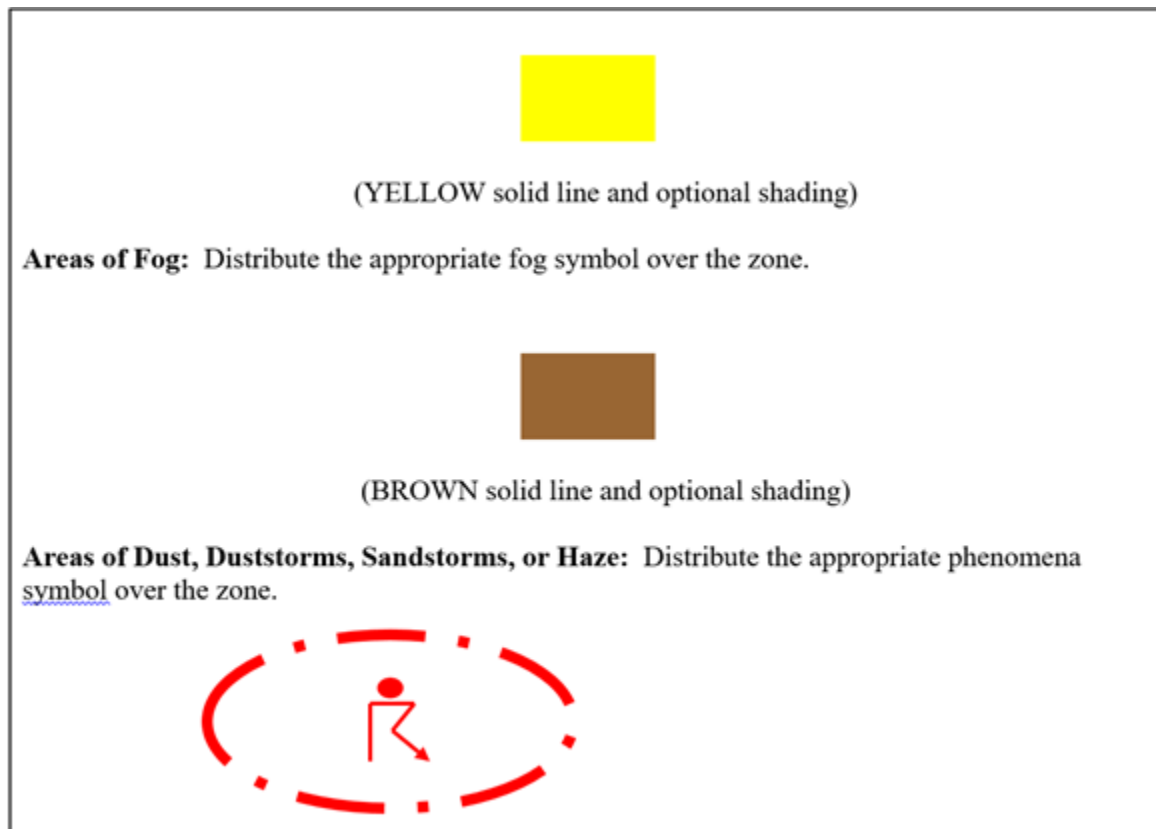 (YELLOW solid line and optional shading)
Areas of Fog:  Distribute the appropriate fog symbol over the zone.
(BROWN solid line and optional shading)
Areas of Dust, Duststorms, Sandstorms, or Haze:  Distribute the appropriate phenomena
symbol over the zone.